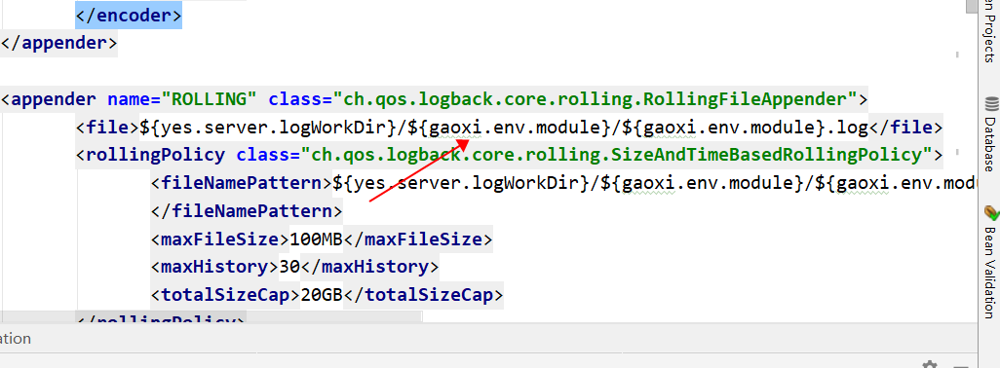 </encoder>
</appender>
<appender name="ROLLING" class="ch.qos.logback.core.rolling.RollingFileAppender">
<file>${yes.server.logWorkDir}/${gaoxi.env.module}/${gaoxi.env.module}.log</file>
<rollingPolicy class="ch.qos.logback.core.rolling.SizeAndTimeBasedRollingPolicy">
<fileNamePattern>${yes.server.logWorkDir}/${gaoxi.env.module}/${gaoxi.env.mod
</fileNamePattern>
<maxFileSize>100MB</maxFileSize>
<maxHistory>30</maxHistory>
<totalSizeCap>20GB</totalSizeCap>
</rollingPolicy>
ation
en Projects
Database
Bean Validation